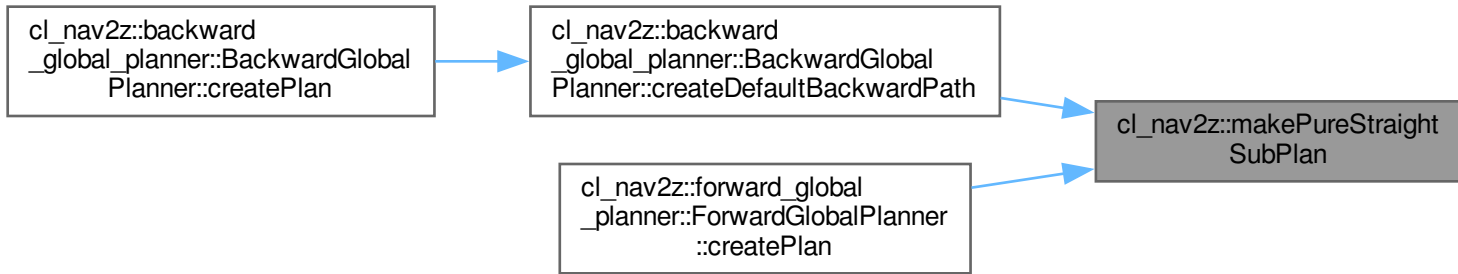 cl_nav2z::backward
_global_planner::BackwardGlobal
Planner::createPlan
cl_nav2z::backward
_global_planner::BackwardGlobal
Planner::createDefaultBackwardPath
cl_nav2z::makePureStraight
SubPlan
cl_nav2z::forward_global
_planner::ForwardGlobalPlanner
::createPlan